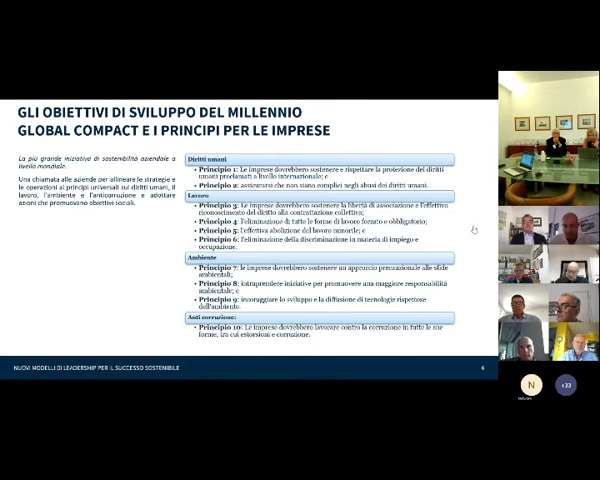 GLI OBIETTIVI DI SVILUPPO DEL MILLENNIO
GLOBAL COMPACT E I PRINCIPI PER LE IMPRESE
La più grande iniziativa di sostenibilità aziendale a
livello mondiale.
Una chiamata alle aziende per allineare le strategie e
le operazioni ai principi universali sui diritti umani, il
lavoro, l'ambiente e l'anticorruzione e adottare
azioni che promuovano obiettivi sociali.
Diritti umani
• Principio 1: Le imprese dovrebbero sostenere e rispettare la protezione dei diritti
umani proclamati a livello internazionale; e
• Principio 2: assicurarsi che non siano complici negli abusi dei diritti umani.
Lavoro
• Principio 3: Le imprese dovrebbero sostenere la libertà di associazione e l'effettivo
riconoscimento del diritto alla contrattazione collettiva;
• Principio 4: l'eliminazione di tutte le forme di lavoro forzato e obbligatorio;
• Principio 5: l'effettiva abolizione del lavoro minorile; e
• Principio 6: l'eliminazione della discriminazione in materia di impiego e
occupazione.
Ambiente
• Principio 7: le imprese dovrebbero sostenere un approccio precauzionale alle sfide
ambientali;
• Principio 8: intraprendere iniziative per promuovere una maggiore responsabilità
ambientale; e
• Principio 9: incoraggiare lo sviluppo e la diffusione di tecnologie rispettose
dell'ambiente.
Anti corruzione:
• Principio 10: Le imprese dovrebbero lavorare contro la corruzione in tutte le sue
forme, tra cui estorsioni e corruzione.
NUOVI MODELLI DI LEADERSHIP PER IL SUCCESSO SOSTENIBILE
6
N
+33